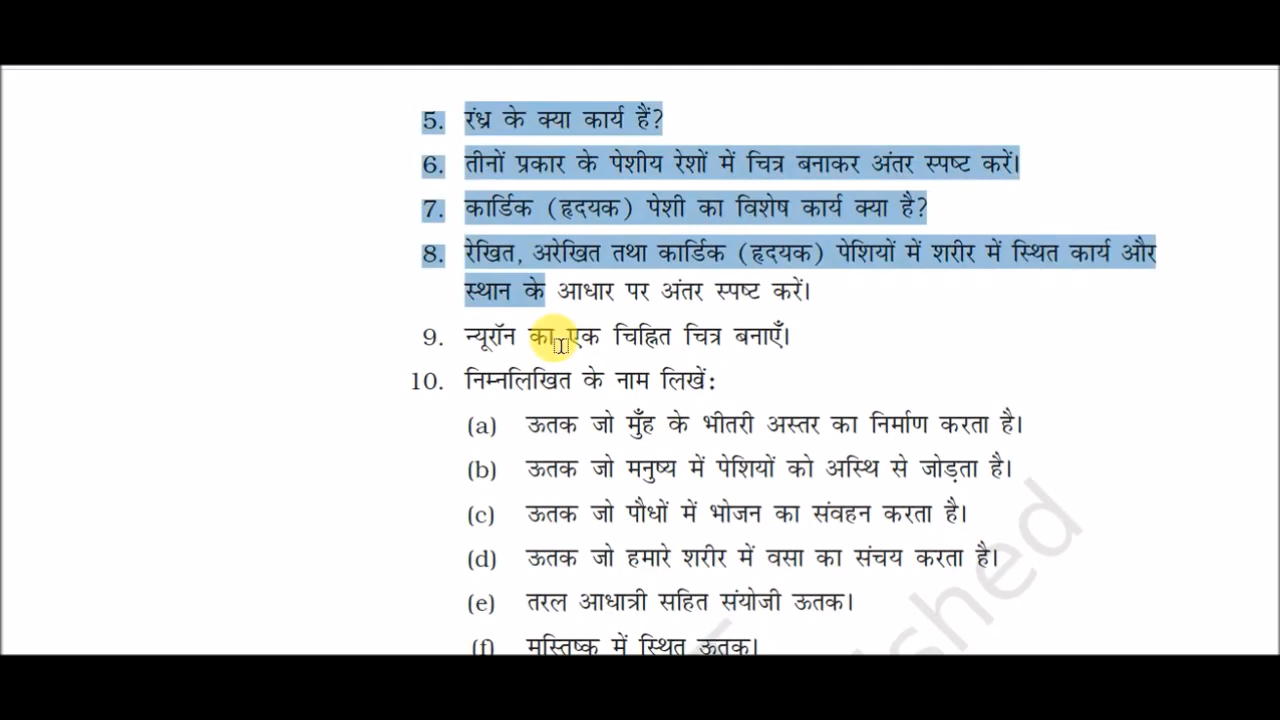 5. रंध्र के क्या कार्य हैं?
6. तीनों प्रकार के पेशीय रेशों में चित्र बनाकर अंतर स्पष्ट करें।
7. कार्डिक (हृदयक) पेशी का विशेष कार्य क्या है?
8. रेखित, अरेखित तथा कार्डिक (हृदयक) पेशियों में शरीर में स्थित कार्य और
स्थान के आधार पर अंतर स्पष्ट करें।
9. न्यूरॉन का एक चिह्नित चित्र बनाएँ।
10. निम्नलिखित के नाम लिखें:
(a) ऊतक जो मुँह के भीतरी अस्तर का निर्माण करता है।
(b) ऊतक जो मनुष्य में पेशियों को अस्थि से जोड़ता है।
(c) ऊतक जो पौधों में भोजन का संवहन करता है।
(d) ऊतक जो हमारे शरीर में वसा का संचय करता है।
(e) तरल आधात्री सहित संयोजी ऊतक।
(f) मस्तिष्क में स्थित ऊतक।